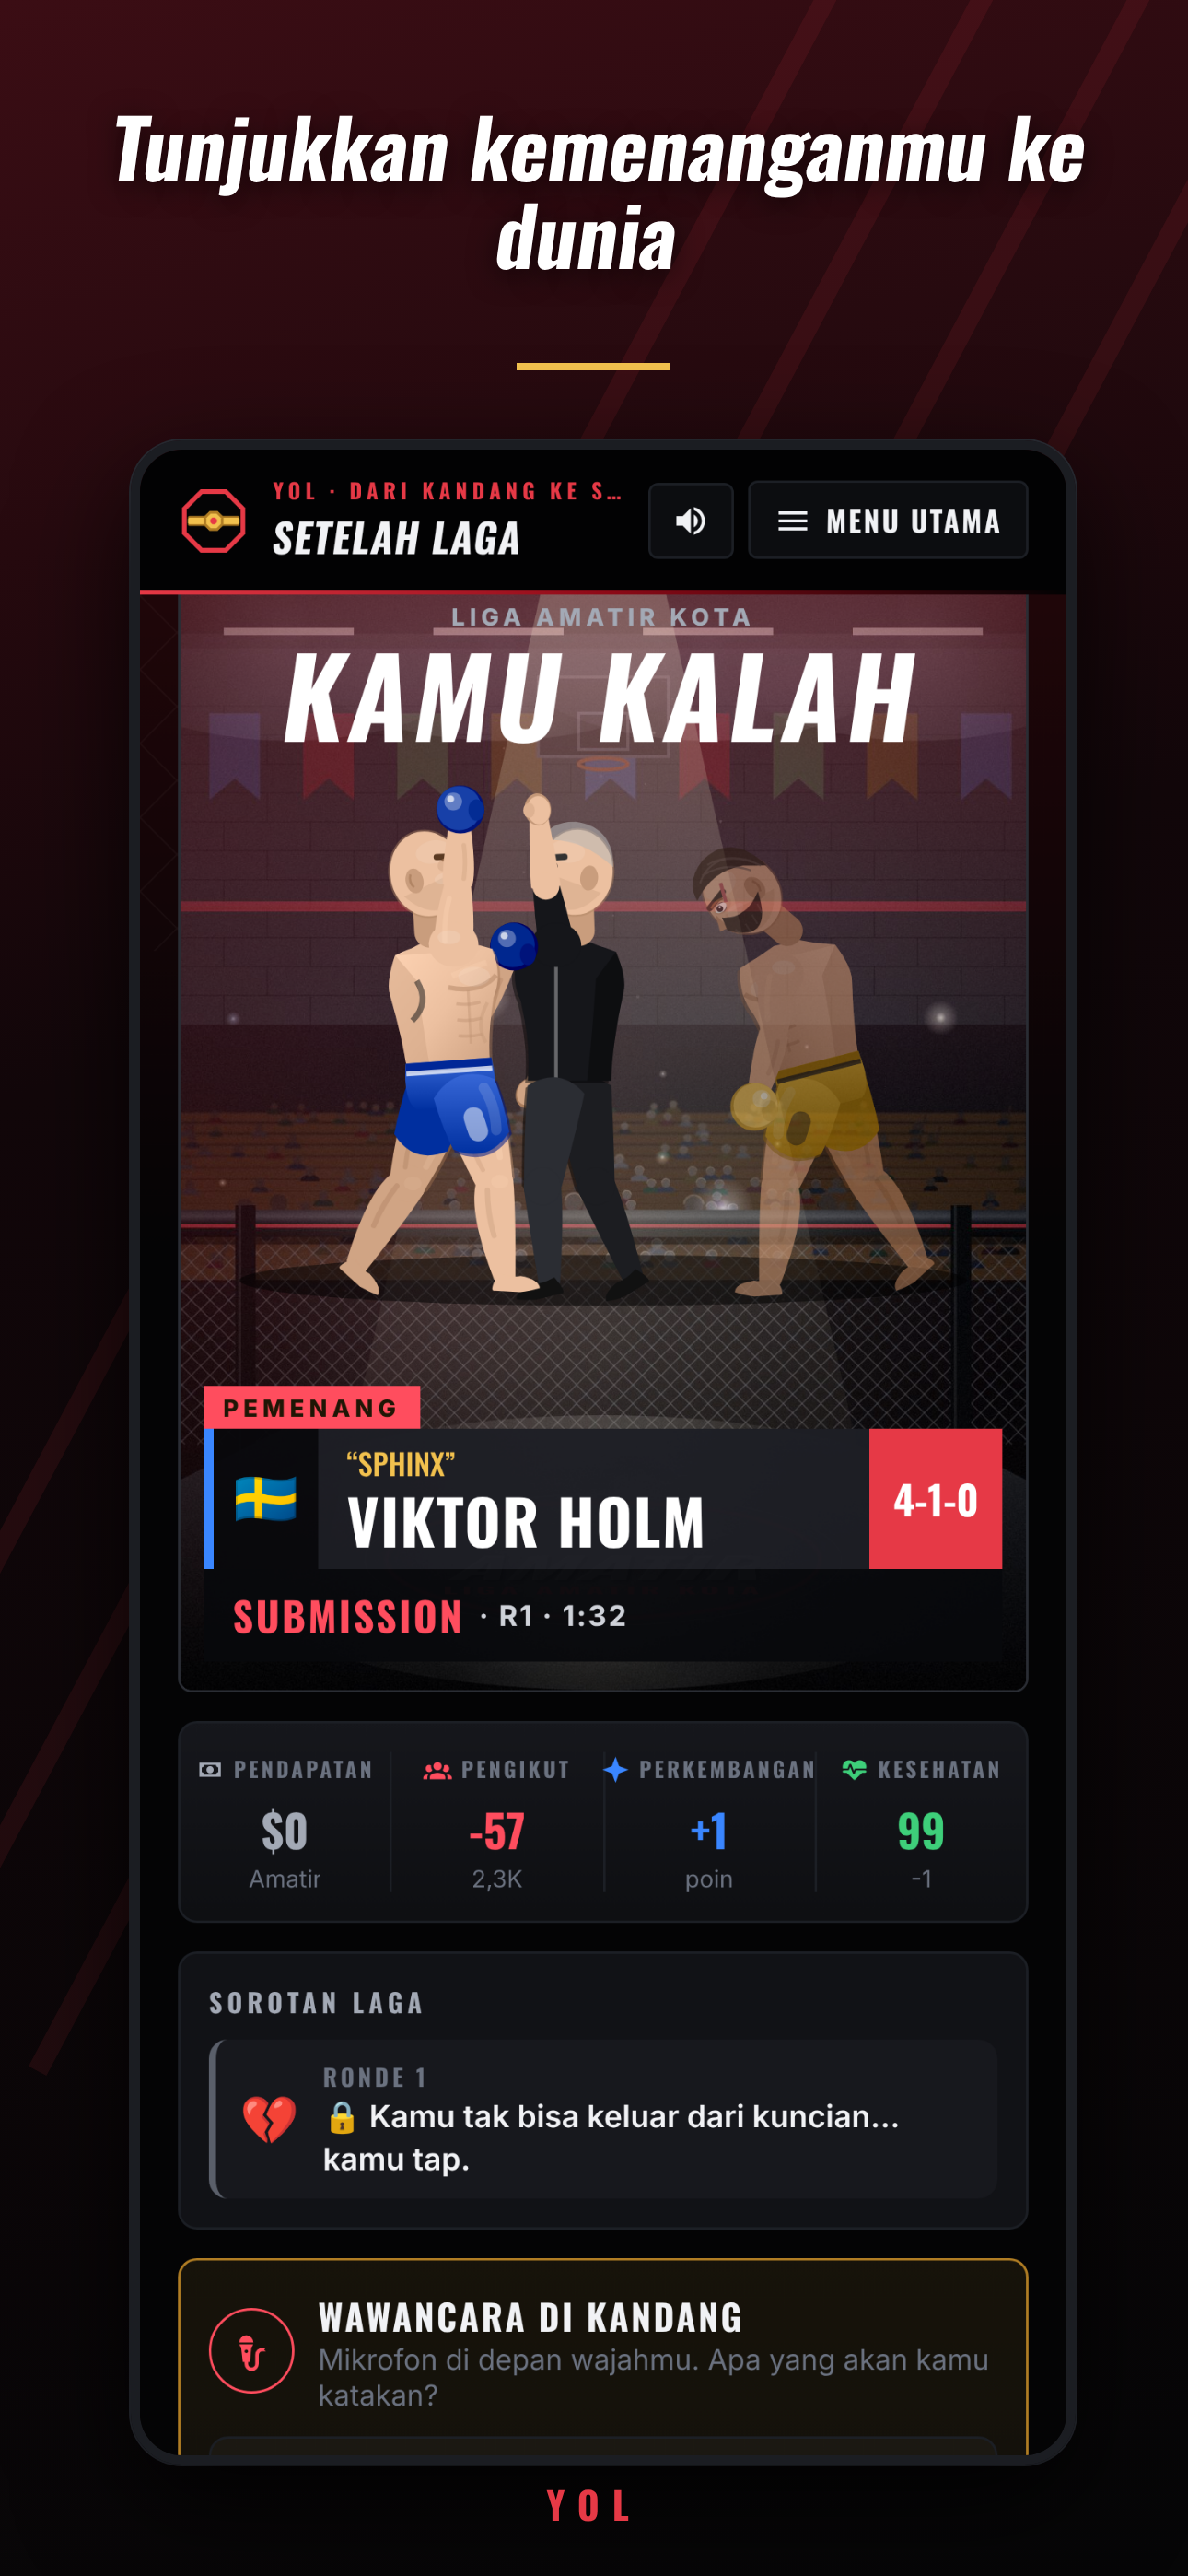 Tunjukkan kemenanganmu ke
dunia
YOL · DARI KANDANG KE S…
SETELAH LAGA
MENU UTAMA
LIGA AMATIR KOTA
KAMU KALAH
PEMENANG
“SPHINX”
VIKTOR HOLM
4-1-0
SUBMISSION · R1 · 1:32
PENDAPATAN
$0
Amatir
PENGIKUT
-57
2,3K
PERKEMBANGAN
+1
poin
KESEHATAN
99
-1
SOROTAN LAGA
RONDE 1
🔒 Kamu tak bisa keluar dari kuncian...
kamu tap.
WAWANCARA DI KANDANG
Mikrofon di depan wajahmu. Apa yang akan kamu
katakan?
YOL